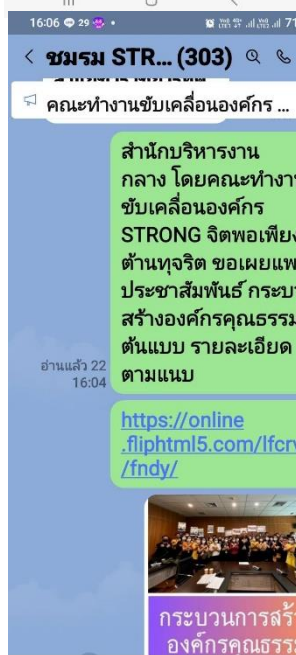 16:06 29
ชมรม STR... (303)
คณะทำงานขับเคลื่อนองค์กร ...
สำนักบริหารงาน
กลาง โดยคณะทำงาน
ขับเคลื่อนองค์กร
STRONG จิตพอเพียง
ต้านทุจริต ขอเผยแพ
ประชาสัมพันธ์ กระบว
สร้างองค์กรคุณธรรม
ต้นแบบ รายละเอียด
ตามแนบ
อ่านแล้ว 22
16:04
https://online
.fliphtml5.com/lfcrv
/fndy/
กระบวนการสร้า
องค์กรคุณธรร